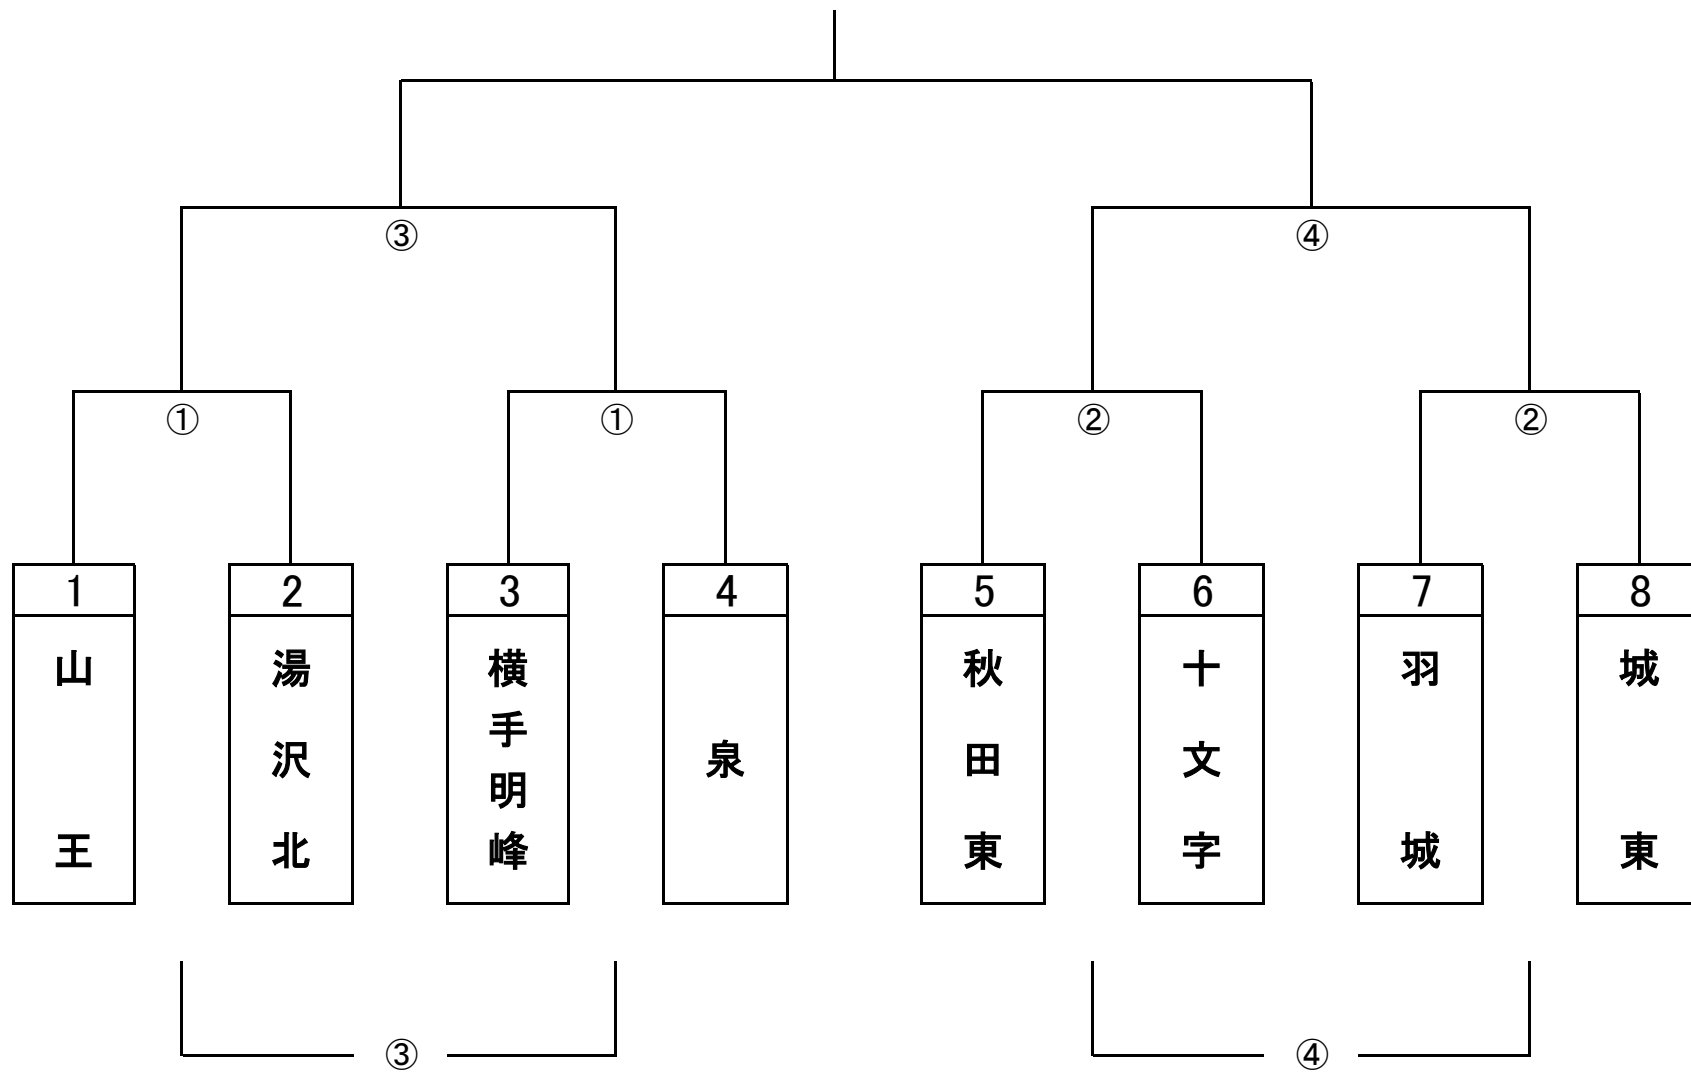 ③ ④
① ① ② ②
1 2 3 4 5 6 7 8
山王
湯沢北
横手明峰
泉
秋田東
十文字
羽城
城東
③ ④